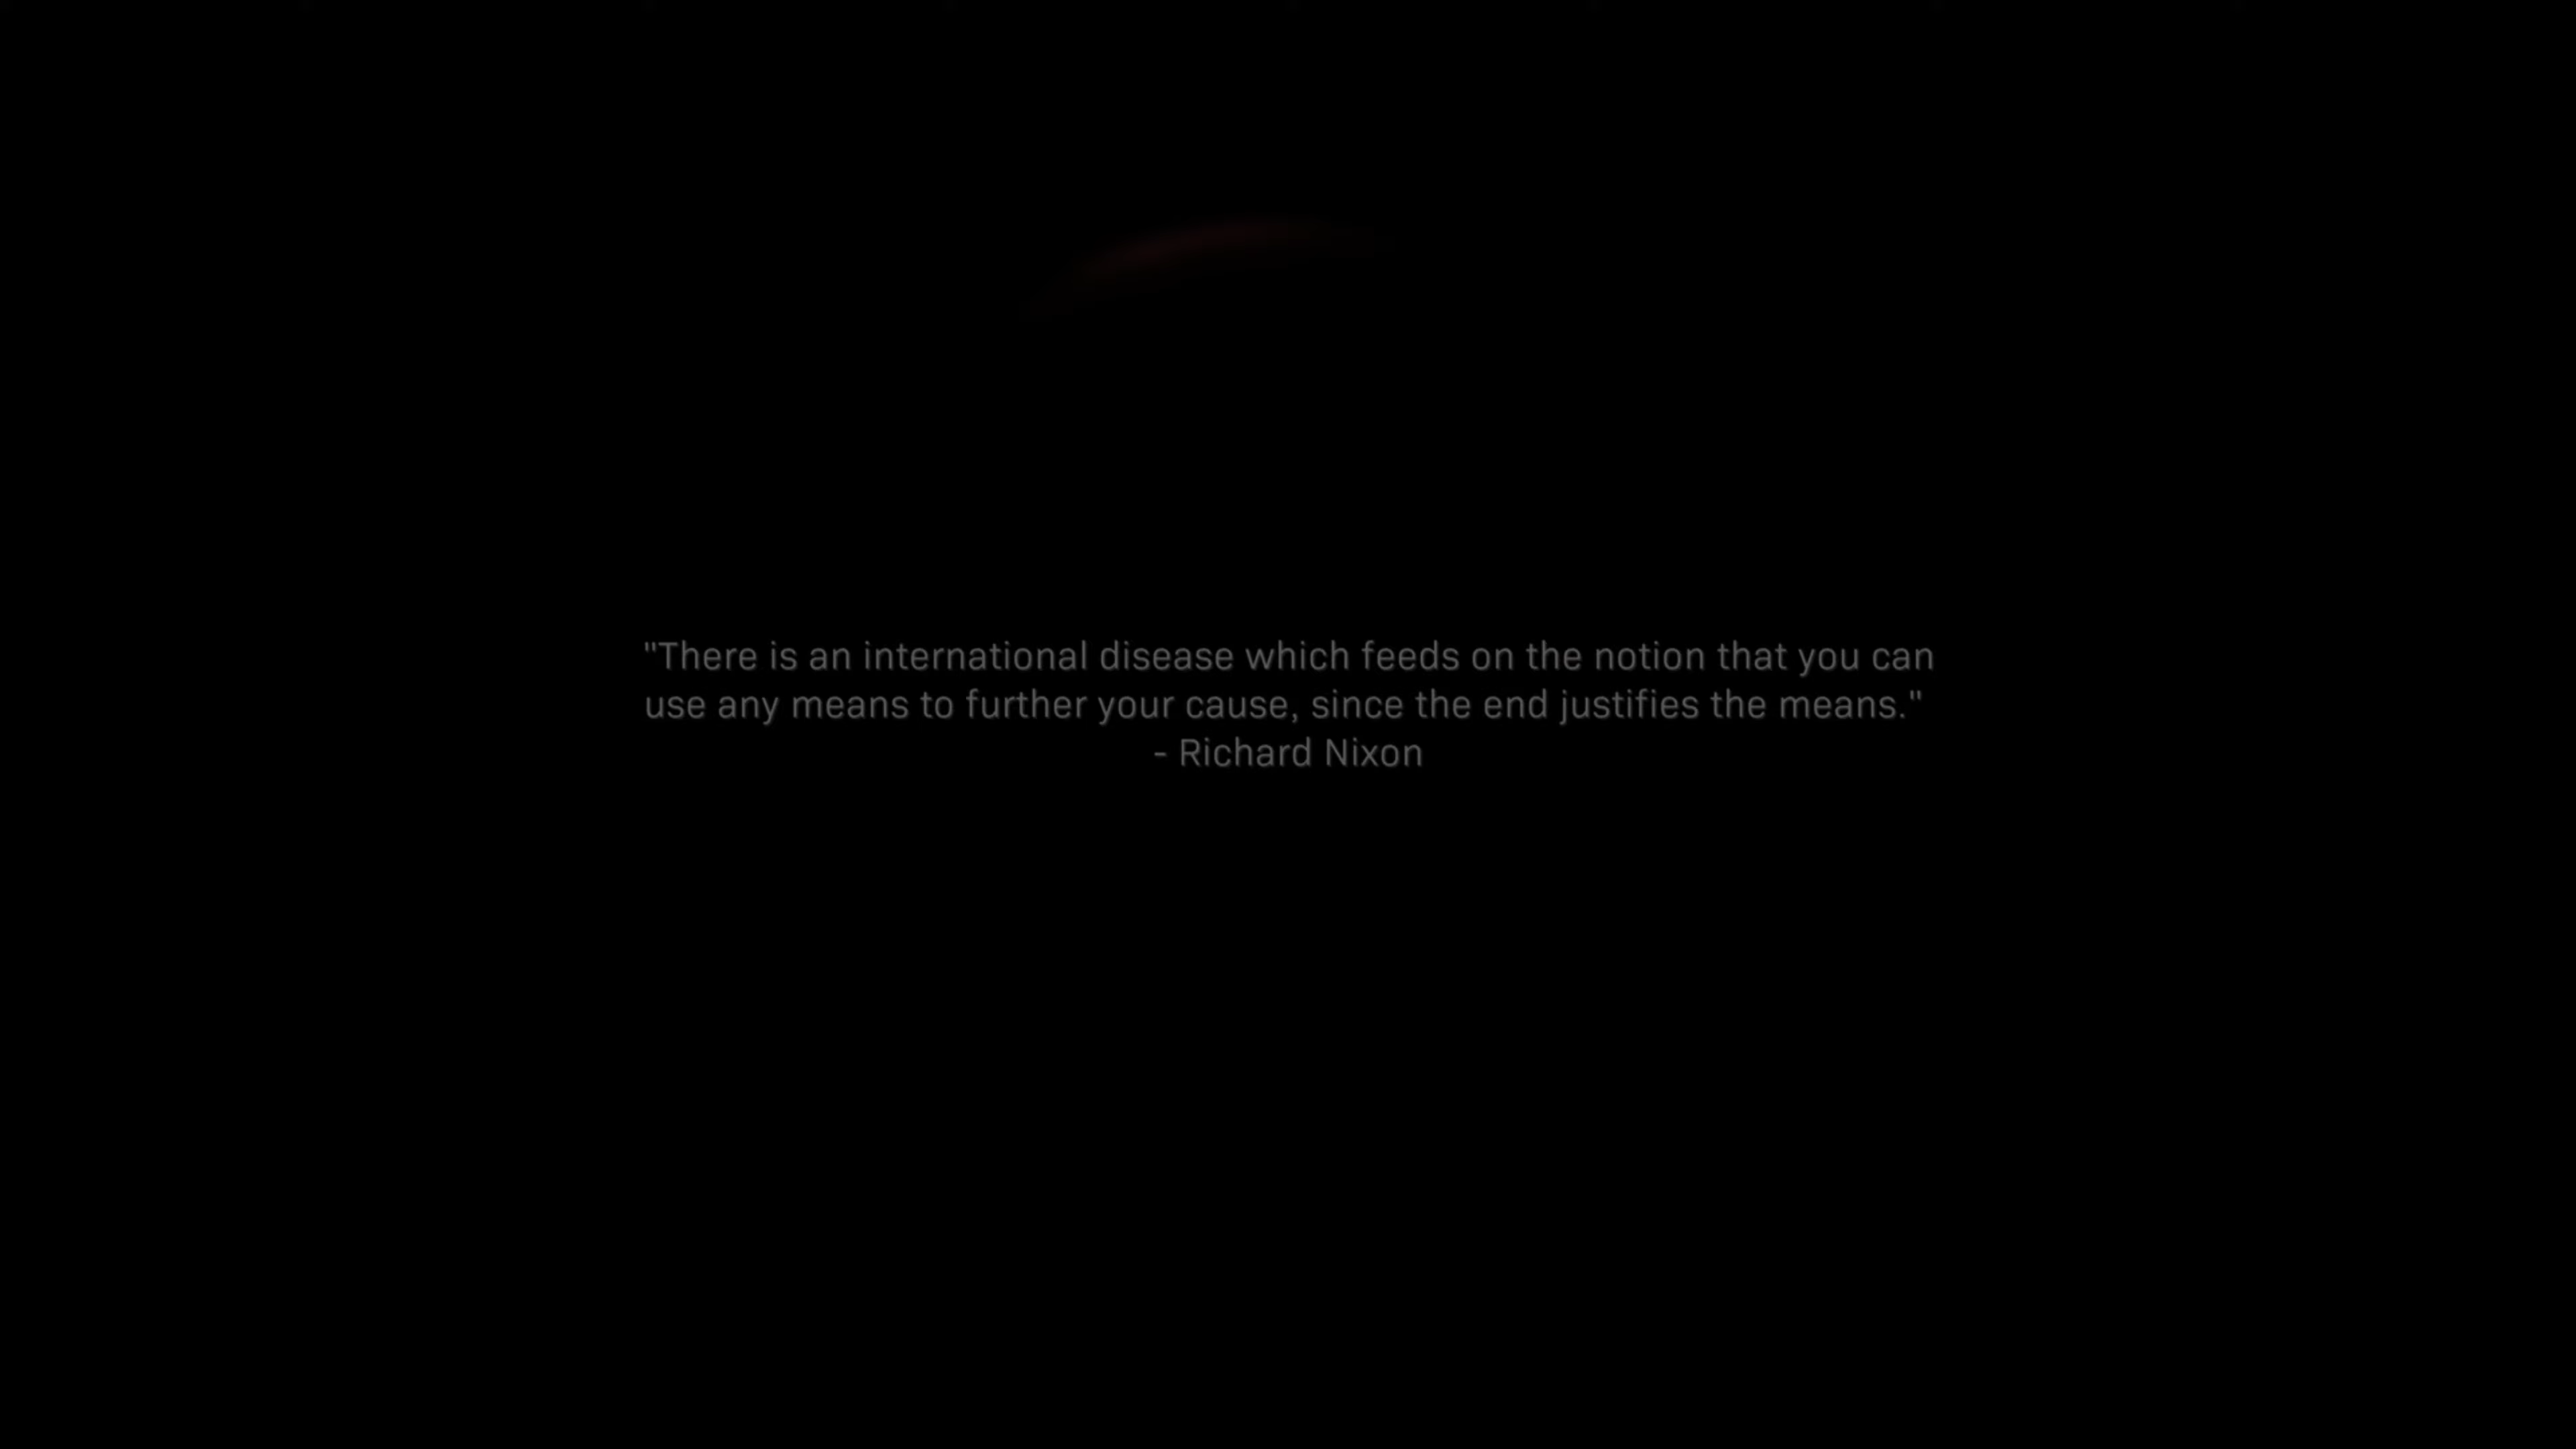 "There is an international disease which feeds on the notion that you can
use any means to further your cause, since the end justifies the means."
- Richard Nixon